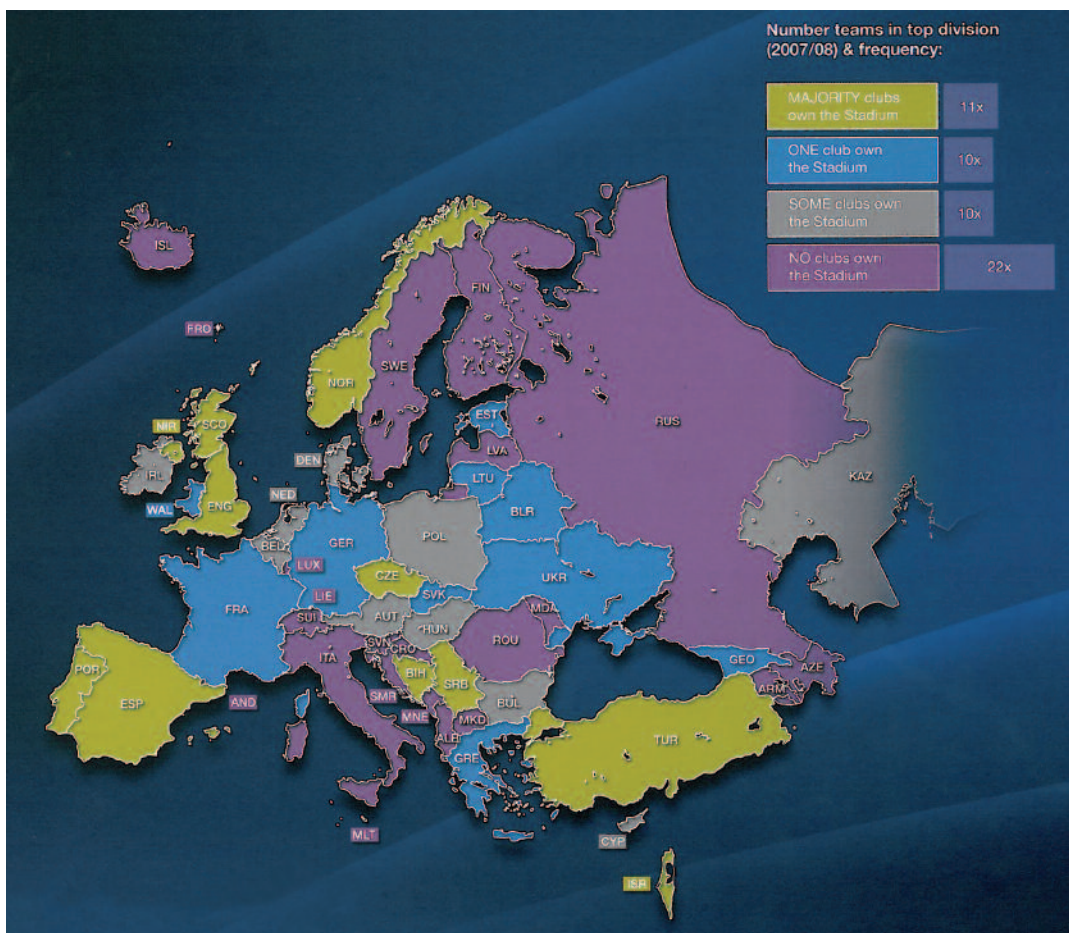 Number teams in top division
(2007/08) & frequency:
MAJORITY clubs
own the Stadium
11x
ONE club own
the Stadium
10x
SOME clubs own
the Stadium
10x
NO clubs own
the Stadium
22x
ISL
FRO
FIN
SWE
NOR
RUS
EST
LVA
LTU
KAZ
NIR
SCO
IRL
DEN
WAL
ENG
NED
BEL
GER
POL
BLR
LUX
CZE
UKR
LIE
SVK
FRA
SUI
AUT
HUN
MDA
ITA
SVN
CRO
ROU
GEO
AZE
POR
ESP
AND
BIH
SRB
SMR
BUL
ARM
MNE
MKD
ALB
GRE
TUR
MLT
CYP
ISR